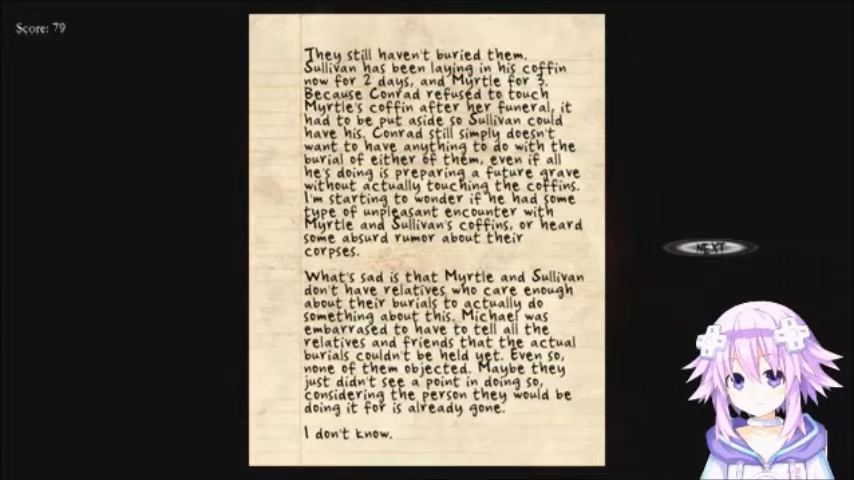 Score: 79
They still haven't buried them.
Sullivan has been laying in his coffin
now for 2 days, and Myrtle for 3.
Because Conrad refused to touch
Myrtle's coffin after her funeral, it
had to be put aside so Sullivan could
have his. Conrad still simply doesn't
want to have anything to do with the
burial of either of them, even if all
he's doing is preparing a future grave
without actually touching the coffins.
I'm starting to wonder if he had some
type of unpleasant encounter with
Myrtle and Sullivan's coffins, or heard
some absurd rumor about their
corpses.
What's sad is that Myrtle and Sullivan
don't have relatives who care enough
about their burials to actually do
something about this. Michael was
embarrased to have to tell all the
relatives and friends that the actual
burials couldn't be held yet. Even so,
none of them objected. Maybe they
just didn't see a point in doing so,
considering the person they would be
doing it for is already gone.
I don't know.
NEXT